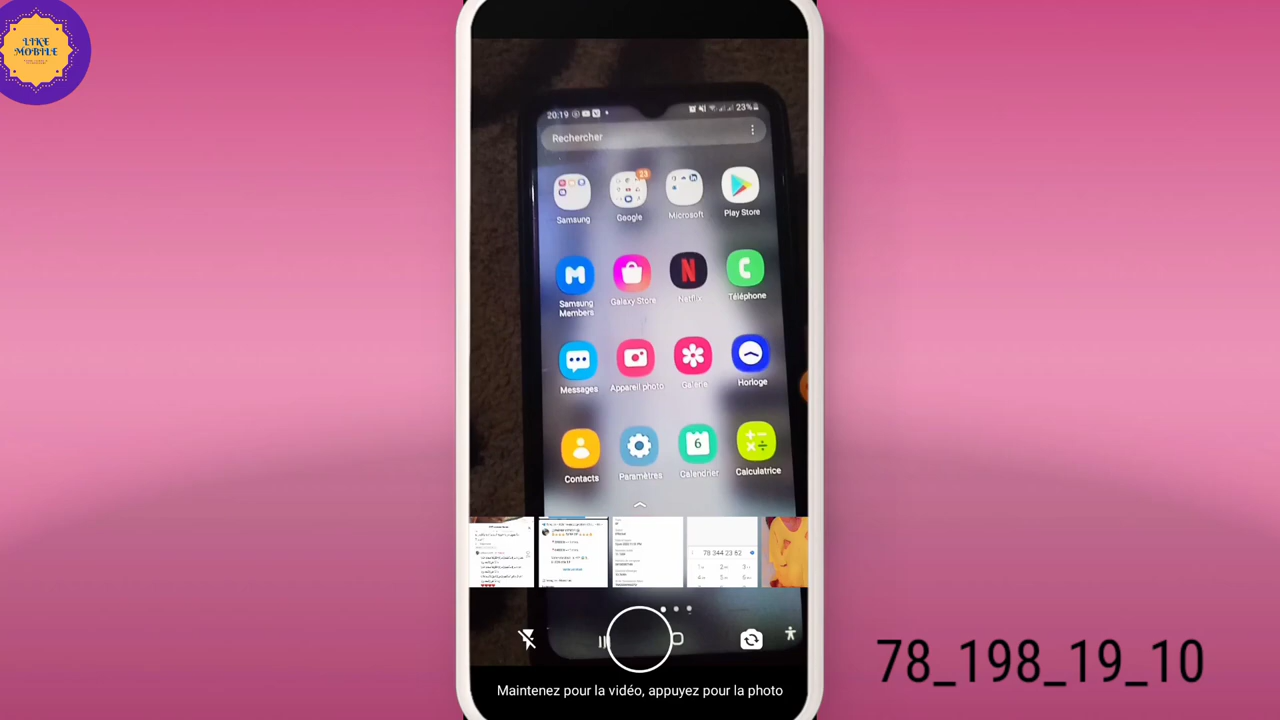 LIKE
MOBILE
20:19
23%
Rechercher
23
Samsung
Google
Microsoft
Play Store
Samsung
Members
Galaxy Store
Netflix
Téléphone
Messages
Appareil photo
Galerie
Horloge
6
Contacts
Paramètres
Calendrier
Calculatrice
78 344 23 62
Maintenez pour la vidéo, appuyez pour la photo
78_198_19_10